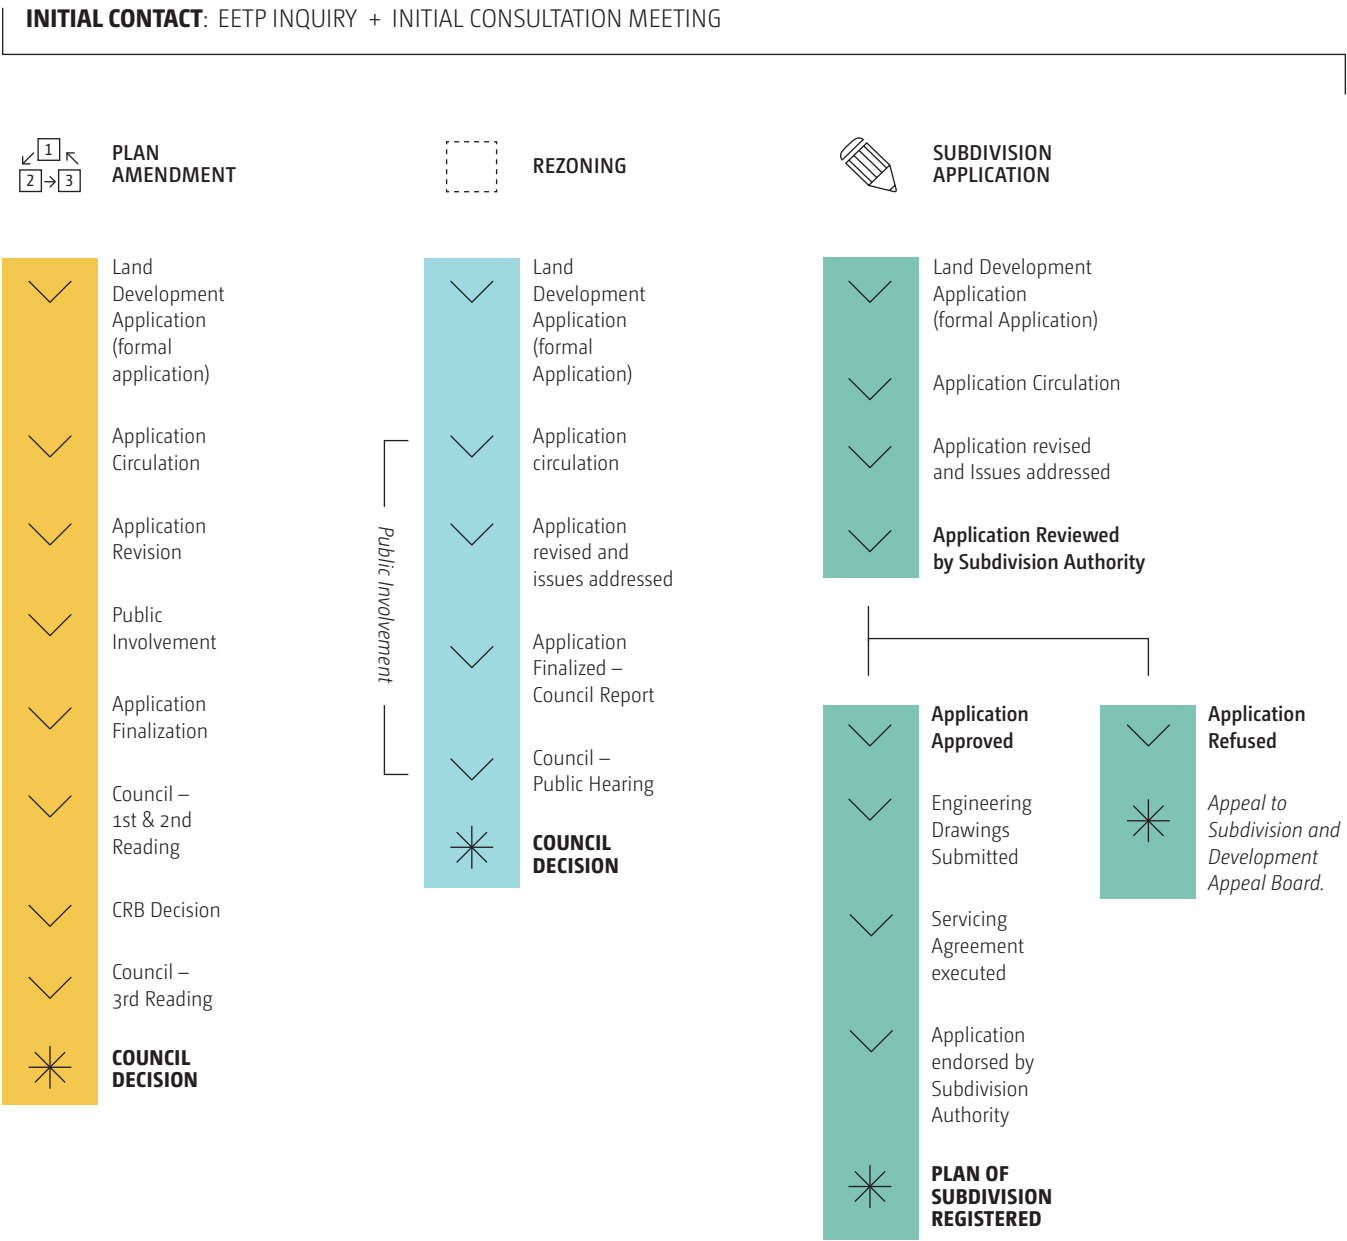 INITIAL CONTACT: EETP INQUIRY + INITIAL CONSULTATION MEETING
1
2
3
PLAN
AMENDMENT
Land
Development
Application
(formal
application)
Application
Circulation
Application
Revision
Public
Involvement
Application
Finalization
Council –
1st & 2nd
Reading
CRB Decision
Council –
3rd Reading
COUNCIL
DECISION
REZONING
Land
Development
Application
(formal
Application)
Public Involvement
Application
circulation
Application
revised and
issues addressed
Application
Finalized –
Council Report
Council –
Public Hearing
COUNCIL
DECISION
SUBDIVISION
APPLICATION
Land Development
Application
(formal Application)
Application Circulation
Application revised
and Issues addressed
Application Reviewed
by Subdivision Authority
Application
Approved
Engineering
Drawings
Submitted
Servicing
Agreement
executed
Application
endorsed by
Subdivision
Authority
PLAN OF
SUBDIVISION
REGISTERED
Application
Refused
Appeal to
Subdivision and
Development
Appeal Board.